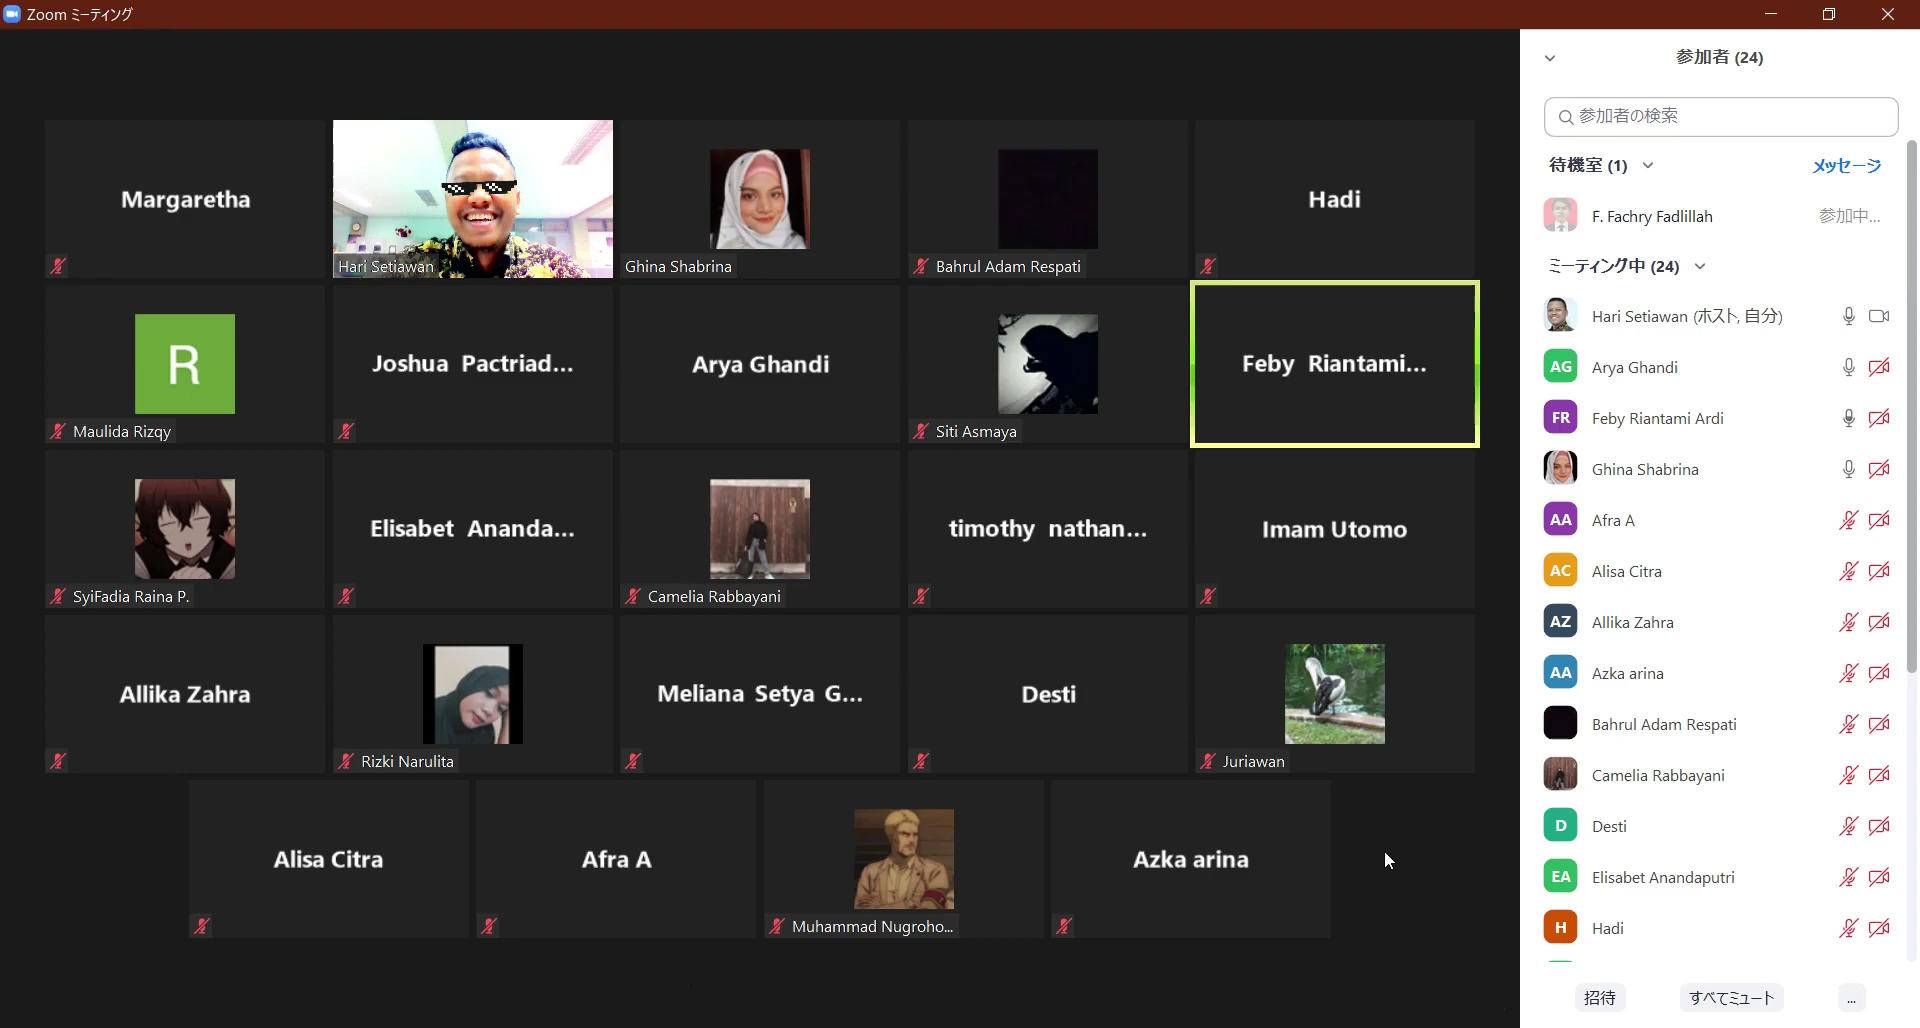 Zoom ミーティング
Margaretha
Hari Setiawan
Ghina Shabrina
Bahrul Adam Respati
Hadi
R
Maulida Rizqy
Joshua Pactriad...
Arya Ghandi
Siti Asmaya
Feby Riantami...
SyiFadia Raina P.
Elisabet Ananda...
Camelia Rabbayani
timothy nathan...
Imam Utomo
Allika Zahra
Rizki Narulita
Meliana Setya G...
Desti
Juriawan
Alisa Citra
Afra A
Muhammad Nugroho...
Azka arina
参加者 (24)
参加者の検索
待機室 (1) メッセージ
F. Fachry Fadlillah 参加中...
ミーティング中 (24)
Hari Setiawan (ホスト, 自分)
AG Arya Ghandi
FR Feby Riantami Ardi
Ghina Shabrina
AA Afra A
AC Alisa Citra
AZ Allika Zahra
AA Azka arina
Bahrul Adam Respati
Camelia Rabbayani
D Desti
EA Elisabet Anandaputri
H Hadi
招待 すべてミュート ...